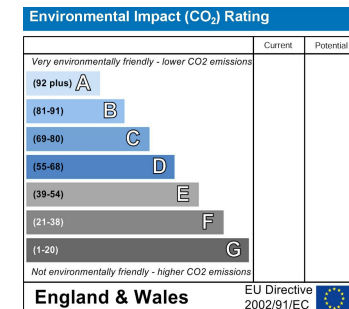 Environmental Impact (CO₂) Rating
Current Potential
Very environmentally friendly - lower CO2 emissions
(92 plus) A
(81-91) B
(69-80) C
(55-68) D
(39-54) E
(21-38) F
(1-20) G
Not environmentally friendly - higher CO2 emissions
England & Wales
EU Directive
2002/91/EC